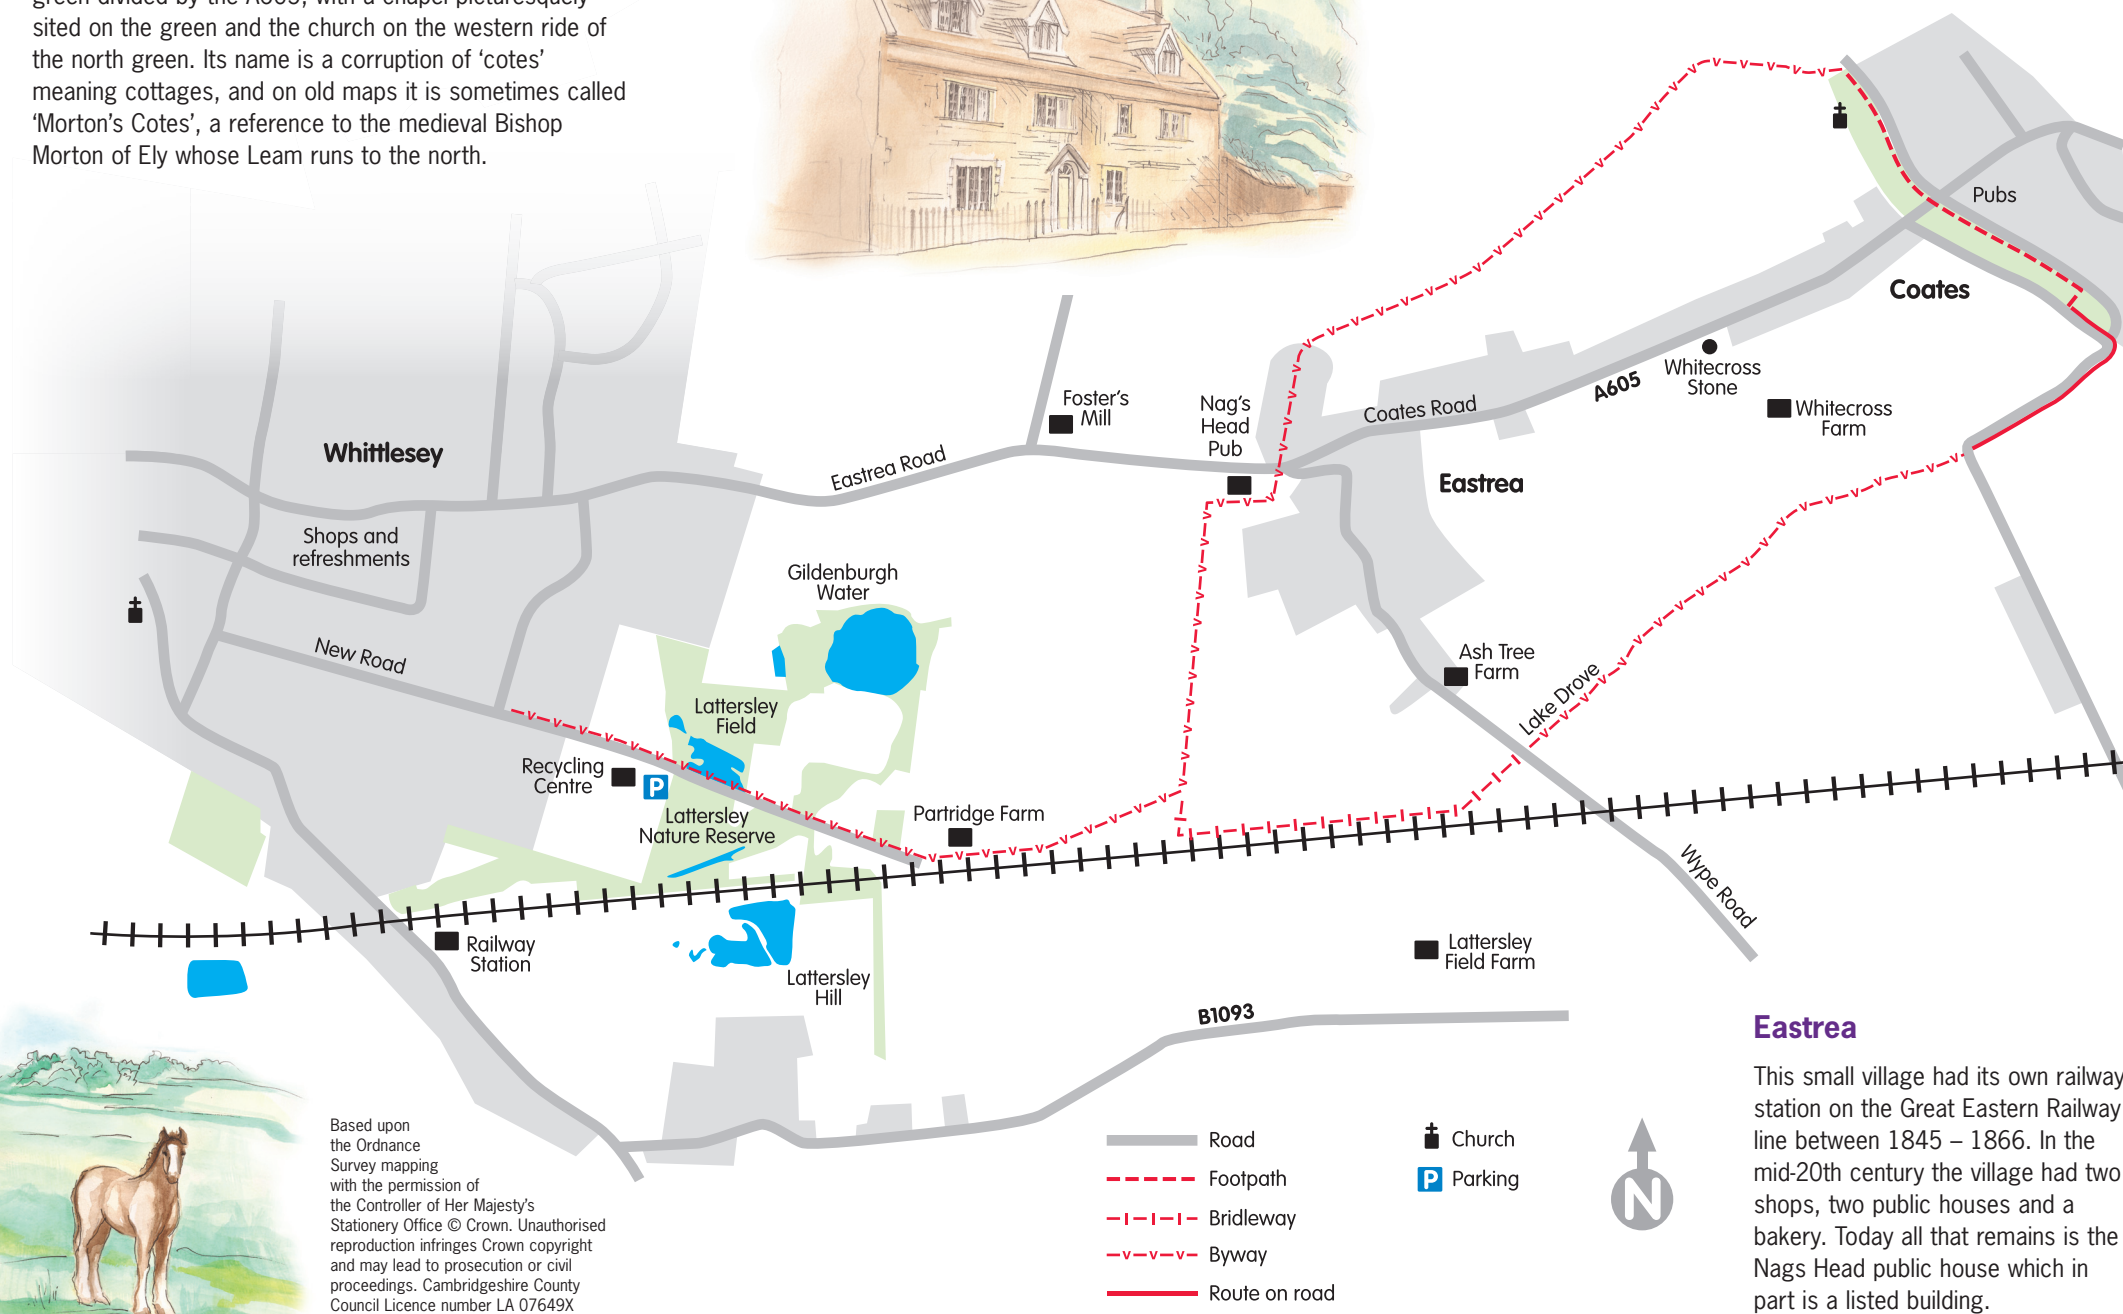 green divided by the A605, with a chapel picturesquely
sited on the green and the church on the western ride of
the north green. Its name is a corruption of ‘cotes’
meaning cottages, and on old maps it is sometimes called
‘Morton’s Cotes’, a reference to the medieval Bishop
Morton of Ely whose Leam runs to the north.
Pubs
Coates
Whitecross
Stone
A605
Whitecross
Farm
Coates Road
Foster’s
Mill
Nag’s
Head
Pub
Whittlesey
Eastrea Road
Eastrea
Shops and
refreshments
Gildenburgh
Water
New Road
Ash Tree
Farm
Lake Drove
Lattersley
Field
Recycling
Centre
P
Lattersley
Nature Reserve
Partridge Farm
Wype Road
Railway
Station
Lattersley
Hill
Lattersley
Field Farm
B1093
Based upon
the Ordnance
Survey mapping
with the permission of
the Controller of Her Majesty’s
Stationery Office © Crown. Unauthorised
reproduction infringes Crown copyright
and may lead to prosecution or civil
proceedings. Cambridgeshire County
Council Licence number LA 07649X
Road
Footpath
Bridleway
Byway
Route on road
Church
P Parking
N
Eastrea
This small village had its own railway
station on the Great Eastern Railway
line between 1845 – 1866. In the
mid-20th century the village had two
shops, two public houses and a
bakery. Today all that remains is the
Nags Head public house which in
part is a listed building.